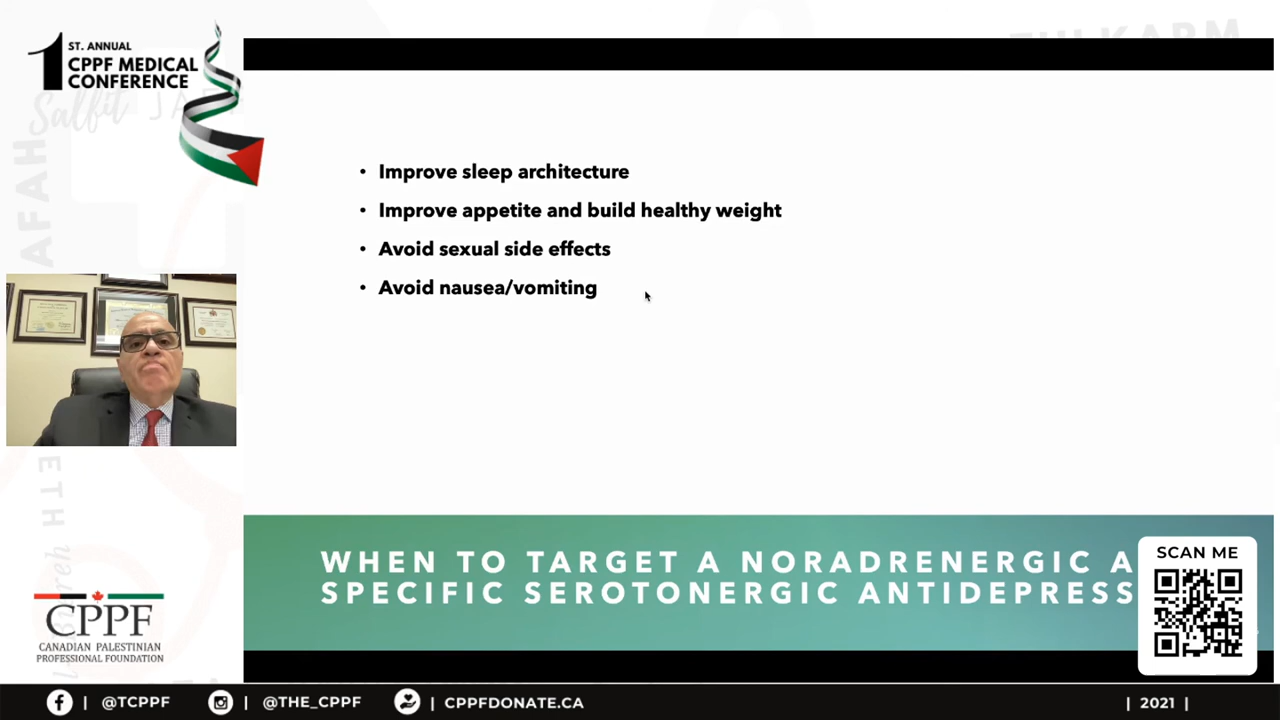 1
ST. ANNUAL
CPPF MEDICAL
CONFERENCE
Improve sleep architecture
Improve appetite and build healthy weight
Avoid sexual side effects
Avoid nausea/vomiting
WHEN TO TARGET A NORADRENERGIC A
SPECIFIC SEROTONERGIC ANTIDEPRESS
SCAN ME
CPPF
CANADIAN PALESTINIAN
PROFESSIONAL FOUNDATION
Salfit
AFAH
| @TCPPF | @THE_CPPF | CPPFDONATE.CA | 2021 |